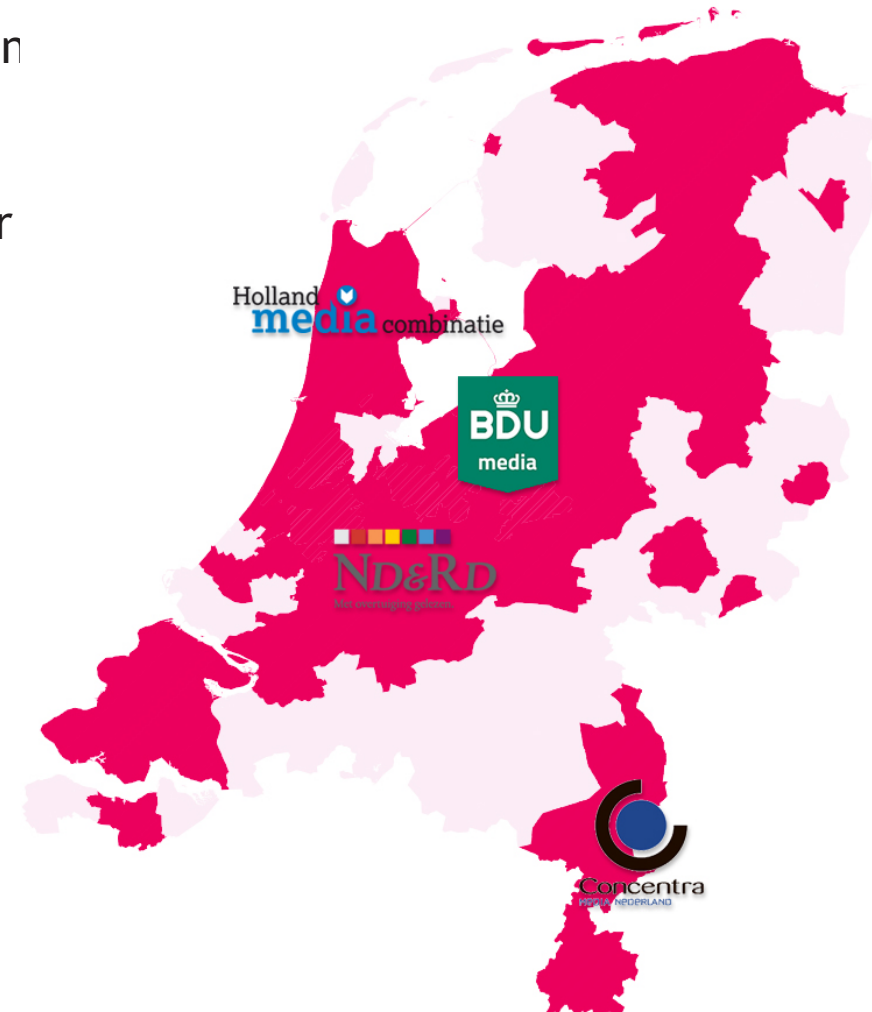 n
r
Holland
media combinatie
BDU
media
ND&RD
Met overtuiging gelezen.
Concentra
MEDIA NEDERLAND